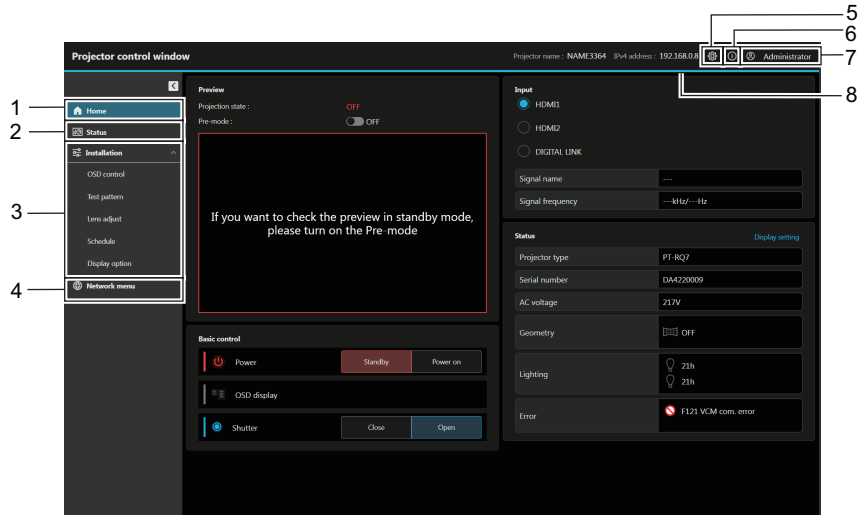 5
6
Projector control window
Projector name : NAME3364 IPv4 address : 192.168.0.8
Administrator
7
8
1
Home
2
Status
3
Installation
OSD control
Test pattern
Lens adjust
Schedule
Display option
4
Network menu
Preview
Projection state : OFF
Pre-mode : OFF
If you want to check the preview in standby mode,
please turn on the Pre-mode
Basic control
Power Standby Power on
OSD display
Shutter Close Open
Input
HDMI1
HDMI2
DIGITAL LINK
Signal name ---
Signal frequency ---kHz/---Hz
Status Display setting
Projector type PT-RQ7
Serial number DA4220009
AC voltage 217V
Geometry OFF
Lighting 21h
21h
Error F121 VCM com. error